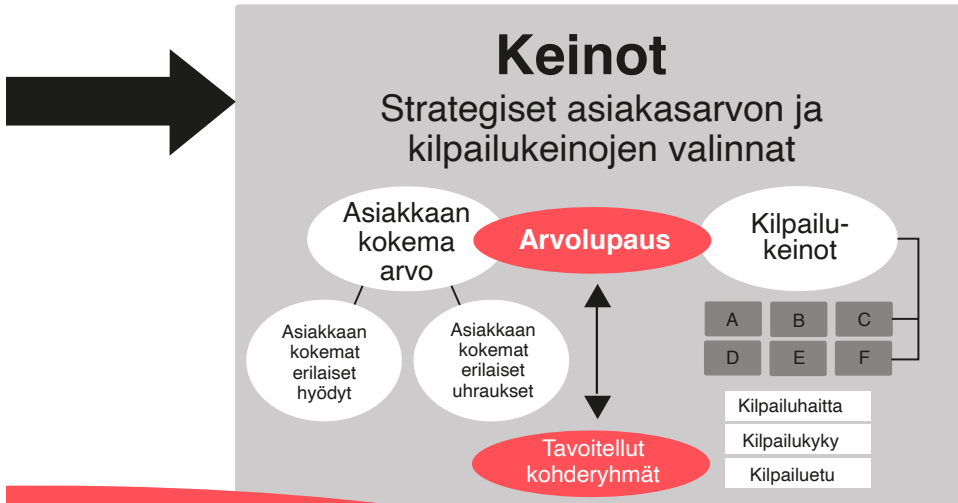 Keinot
Strategiset asiakasarvon ja
kilpailukeinojen valinnat
Asiakkaan
kokema
arvo
Arvolupaus
Kilpailu-
keinot
Asiakkaan
kokemat
erilaiset
hyödyt
Asiakkaan
kokemat
erilaiset
uhraukset
A
B
C
D
E
F
Kilpailuhaitta
Kilpailukyky
Kilpailuetu
Tavoitellut
kohderyhmät